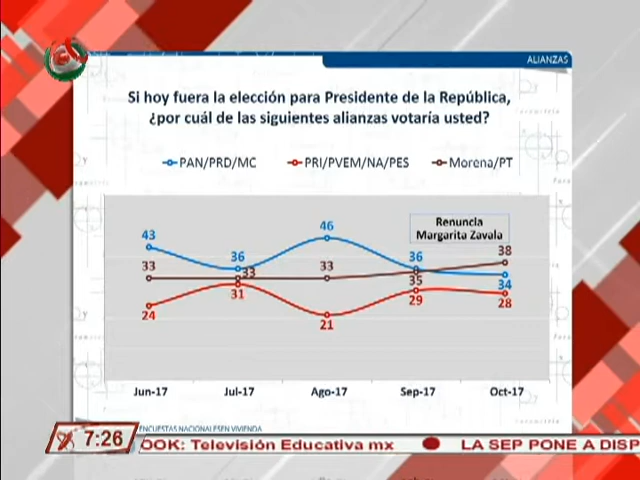 ALIANZAS
Si hoy fuera la elección para Presidente de la República,
¿por cuál de las siguientes alianzas votaría usted?
PAN/PRD/MC PRI/PVEM/NA/PES Morena/PT
Renuncia
Margarita Zavala
43 36 46 36 34
33 33 33 35 38
24 31 21 29 28
Jun-17 Jul-17 Ago-17 Sep-17 Oct-17
ENCUESTAS NACIONALESEN VIVIENDA
7:26 OOK: Televisión Educativa mx LA SEP PONE A DISP